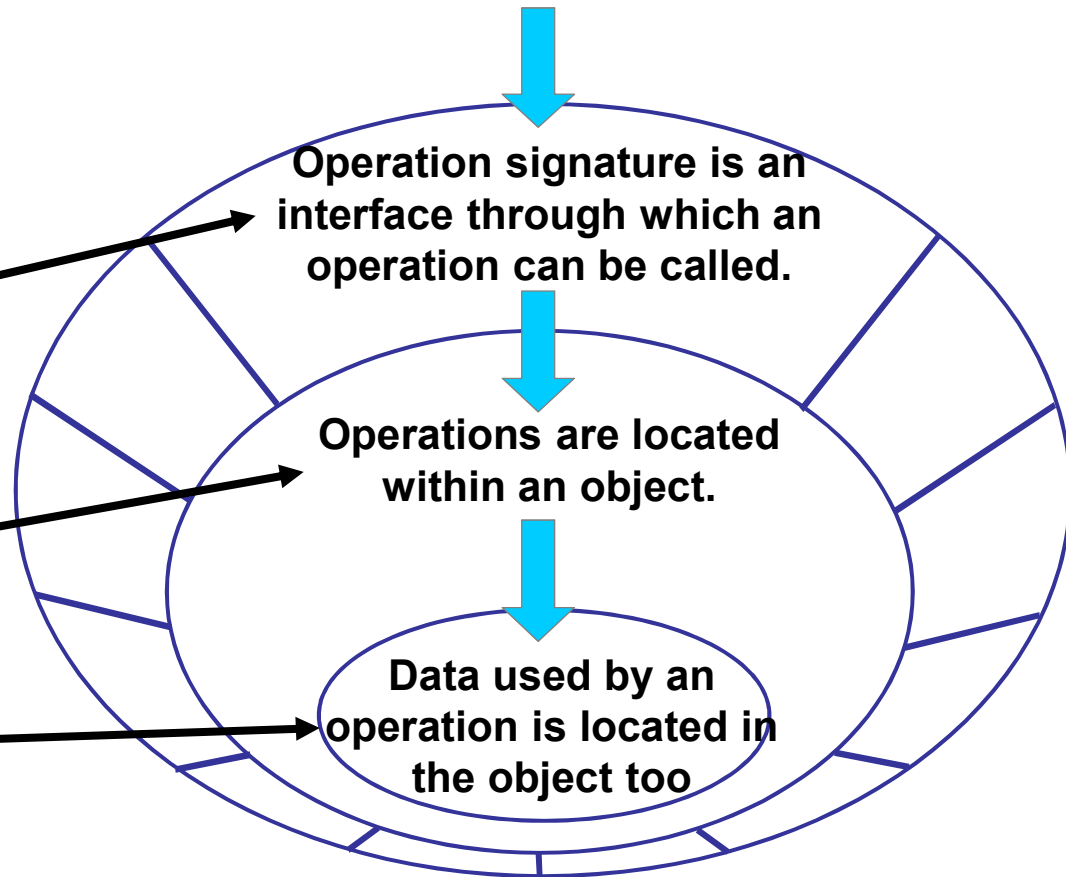 Operation signature is an
interface through which an
operation can be called.
Operations are located
within an object.
Data used by an
operation is located in
the object too